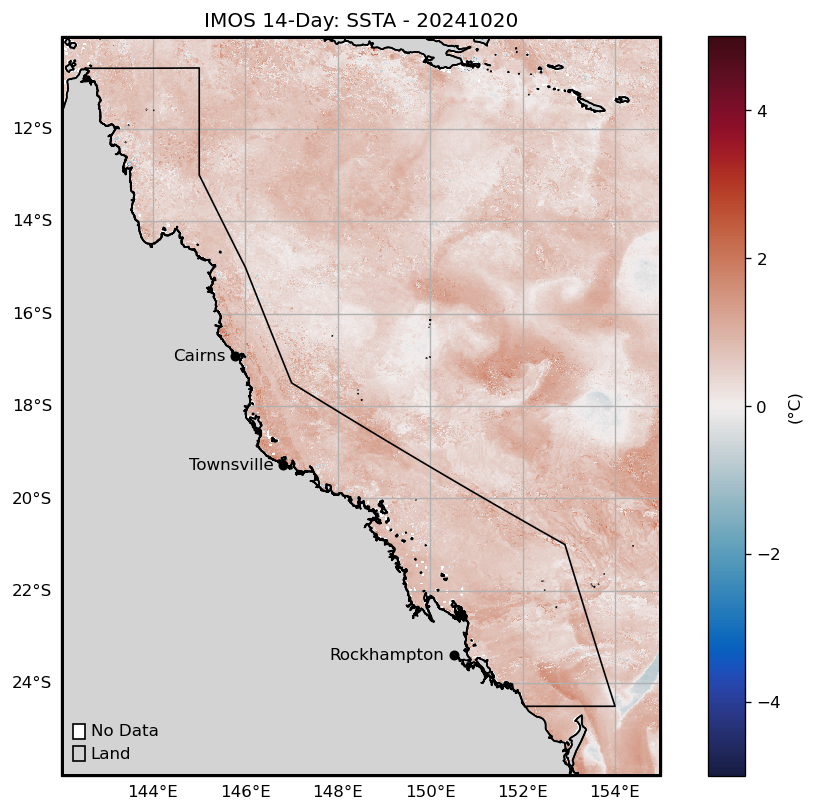 IMOS 14-Day: SSTA - 20241020
12°S
14°S
16°S
18°S
20°S
22°S
24°S
Cairns
Townsville
Rockhampton
No Data
Land
144°E 146°E 148°E 150°E 152°E 154°E
4
2
0
−2
−4
(°C)